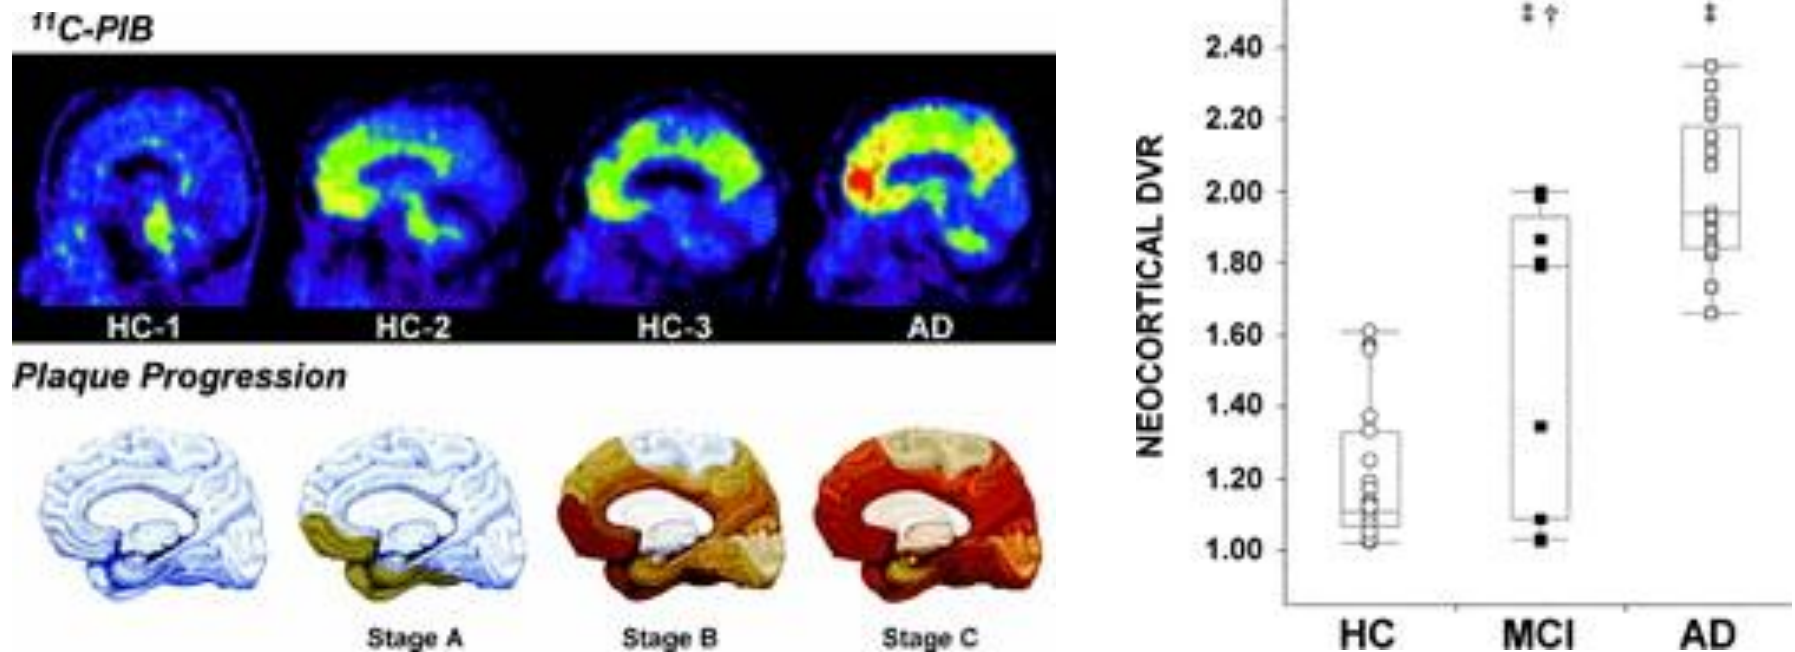 ¹¹C-PIB
HC-1 HC-2 HC-3 AD
Plaque Progression
Stage A Stage B Stage C
‡ † ‡
NEOCORTICAL DVR
2.40
2.20
2.00
1.80
1.60
1.40
1.20
1.00
HC MCI AD